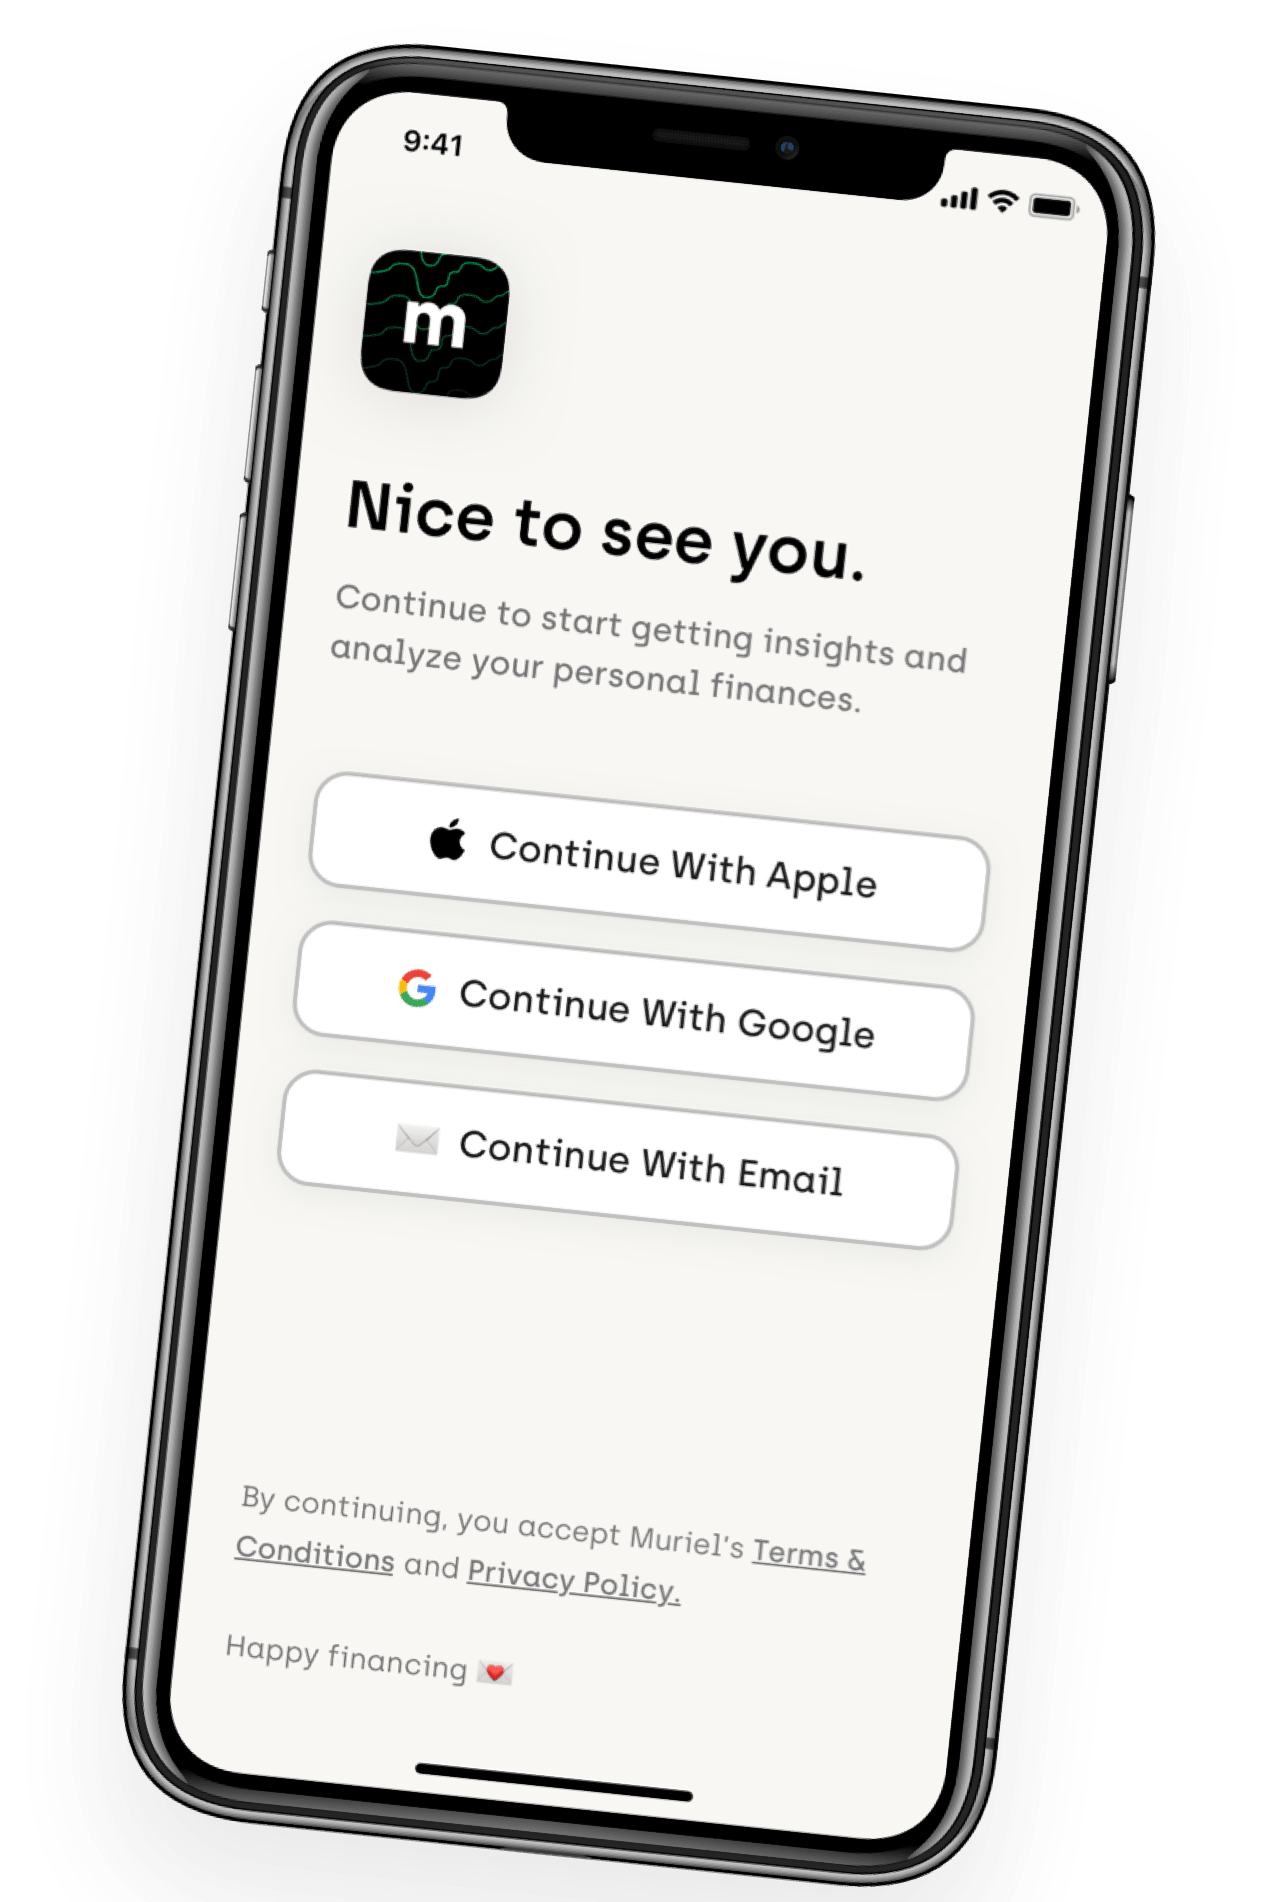 9:41
m
Nice to see you.
Continue to start getting insights and
analyze your personal finances.
Continue With Apple
Continue With Google
Continue With Email
By continuing, you accept Muriel's Terms &
Conditions and Privacy Policy.
Happy financing 💌